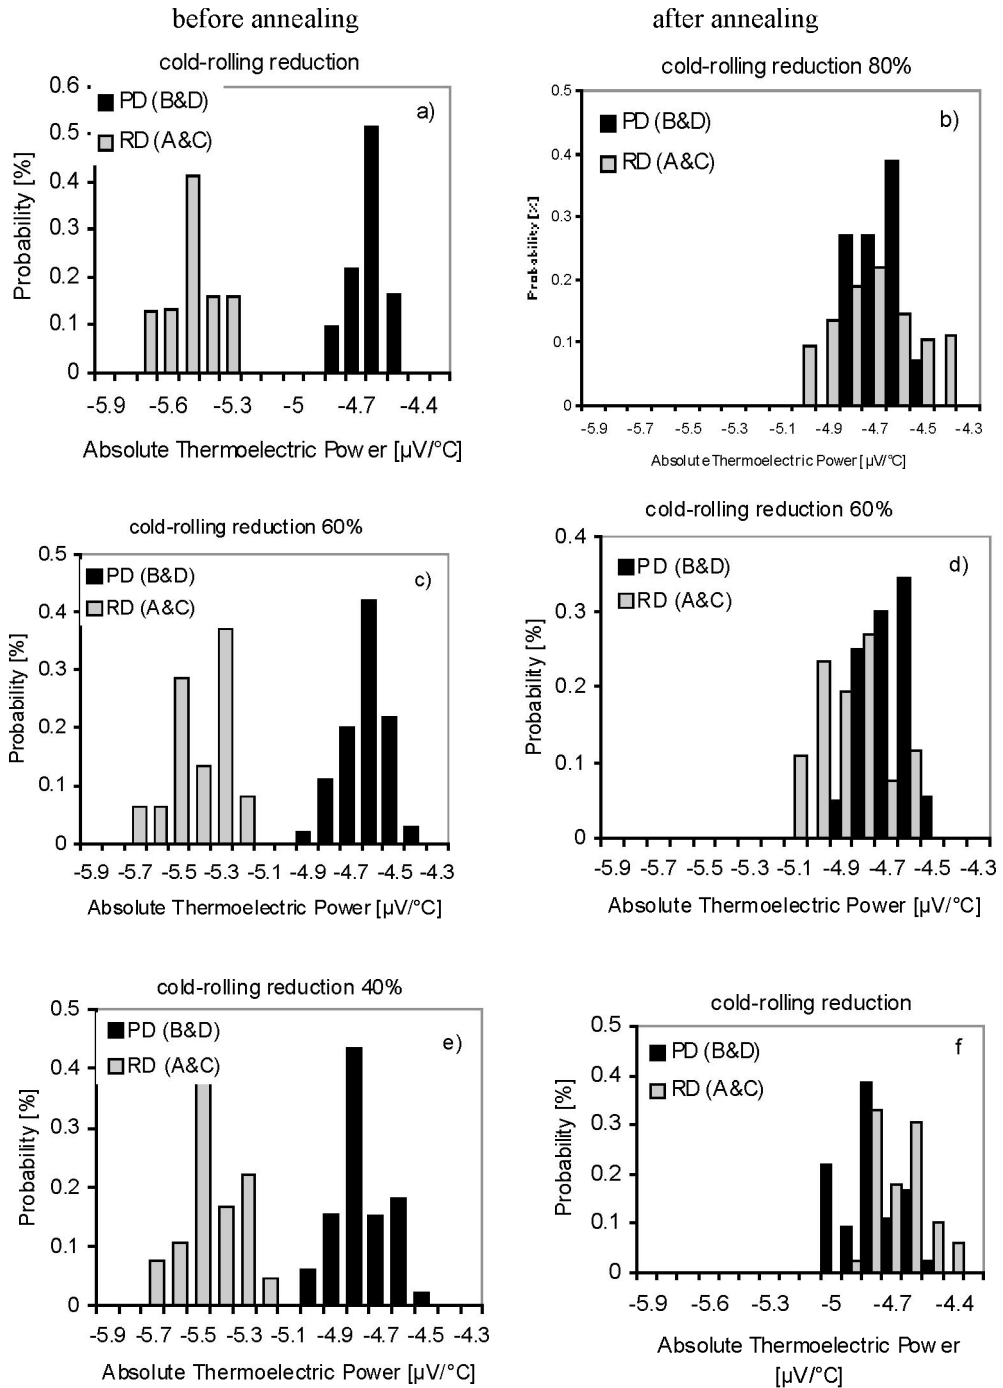 before annealing
after annealing
cold-rolling reduction
0.6
0.5
0.4
0.3
0.2
0.1
0
Probability [%]
PD (B&D)
RD (A&C)
a)
-5.9 -5.6 -5.3 -5 -4.7 -4.4
Absolute Thermoelectric Power [µV/°C]
cold-rolling reduction 80%
0.5
0.4
0.3
0.2
0.1
0
Probability [%]
PD (B&D)
RD (A&C)
b)
-5.9 -5.7 -5.5 -5.3 -5.1 -4.9 -4.7 -4.5 -4.3
Absolute Thermoelectric Power [µV/°C]
cold-rolling reduction 60%
0.5
0.4
0.3
0.2
0.1
0
Probability [%]
PD (B&D)
RD (A&C)
c)
-5.9 -5.7 -5.5 -5.3 -5.1 -4.9 -4.7 -4.5 -4.3
Absolute Thermoelectric Power [µV/°C]
cold-rolling reduction 60%
0.4
0.3
0.2
0.1
0
Probability [%]
PD (B&D)
RD (A&C)
d)
-5.9 -5.7 -5.5 -5.3 -5.1 -4.9 -4.7 -4.5 -4.3
Absolute Thermoelectric Power [µV/°C]
cold-rolling reduction 40%
0.5
0.4
0.3
0.2
0.1
0
Probability [%]
PD (B&D)
RD (A&C)
e)
-5.9 -5.7 -5.5 -5.3 -5.1 -4.9 -4.7 -4.5 -4.3
Absolute Thermoelectric Power [µV/°C]
cold-rolling reduction
0.5
0.4
0.3
0.2
0.1
0
Probability [%]
PD (B&D)
RD (A&C)
f
-5.9 -5.6 -5.3 -5 -4.7 -4.4
Absolute Thermoelectric Power
[µV/°C]